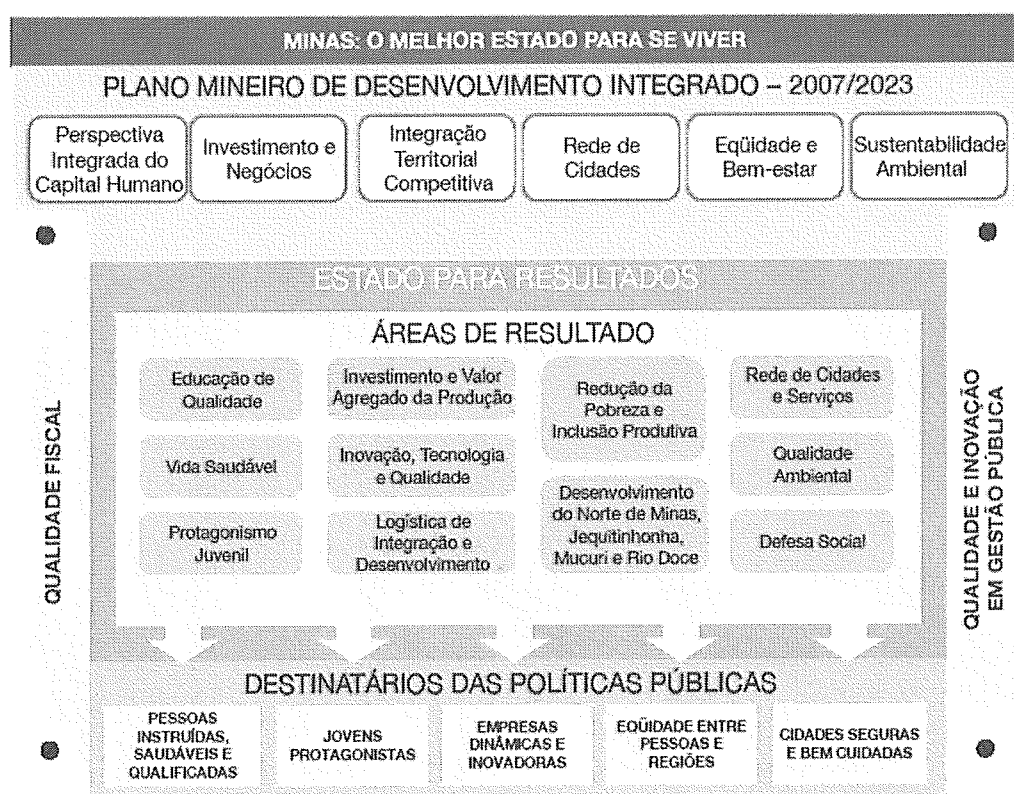 MINAS: O MELHOR ESTADO PARA SE VIVER
PLANO MINEIRO DE DESENVOLVIMENTO INTEGRADO – 2007/2023
Perspectiva
Integrada do
Capital Humano
Investimento e
Negócios
Integração
Territorial
Competitiva
Rede de
Cidades
Eqüidade e
Bem-estar
Sustentabilidade
Ambiental
ESTADO PARA RESULTADOS
ÁREAS DE RESULTADO
Educação de
Qualidade
Investimento e Valor
Agregado da Produção
Redução da
Pobreza e
Inclusão Produtiva
Rede de Cidades
e Serviços
Vida Saudável
Inovação, Tecnologia
e Qualidade
Qualidade
Ambiental
Protagonismo
Juvenil
Logística de
Integração e
Desenvolvimento
Desenvolvimento
do Norte de Minas,
Jequitinhonha,
Mucuri e Rio Doce
Defesa Social
QUALIDADE FISCAL
QUALIDADE E INOVAÇÃO
EM GESTÃO PÚBLICA
DESTINATÁRIOS DAS POLÍTICAS PÚBLICAS
PESSOAS
INSTRUÍDAS,
SAUDÁVEIS E
QUALIFICADAS
JOVENS
PROTAGONISTAS
EMPRESAS
DINÂMICAS E
INOVADORAS
EQÜIDADE ENTRE
PESSOAS E
REGIÕES
CIDADES SEGURAS
E BEM CUIDADAS